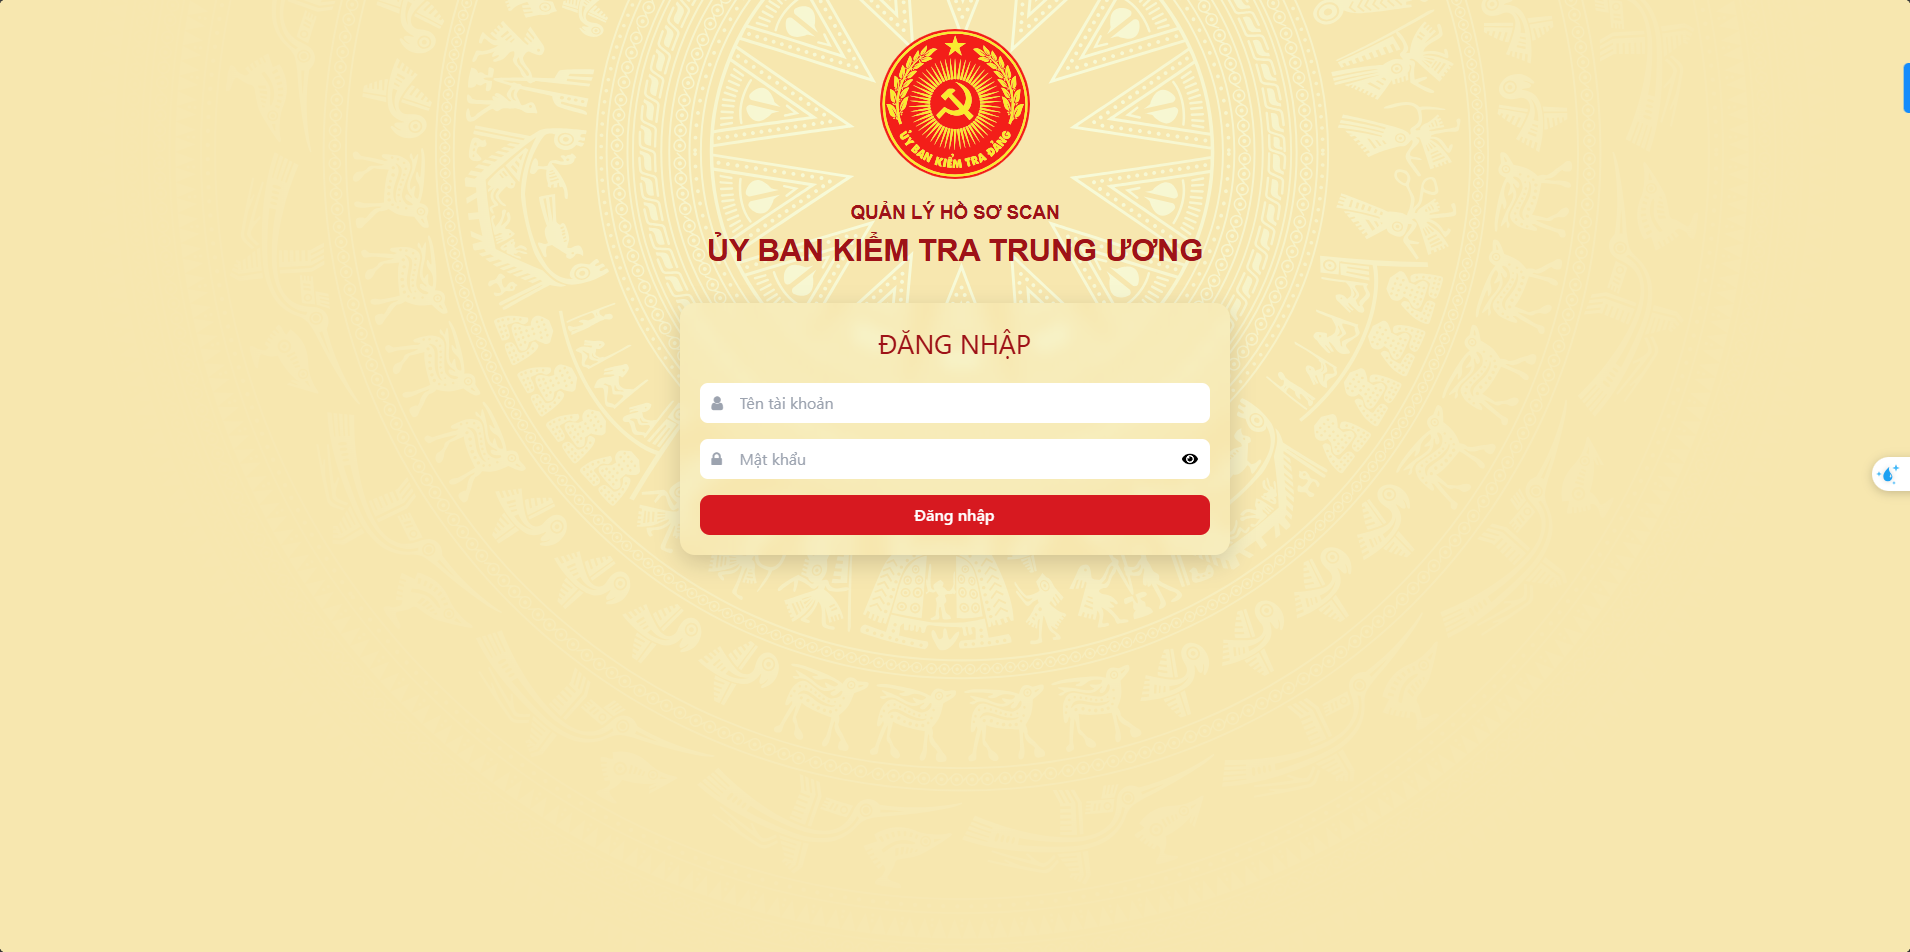 ỦY BAN KIỂM TRA ĐẢNG
QUẢN LÝ HỒ SƠ SCAN
ỦY BAN KIỂM TRA TRUNG ƯƠNG
ĐĂNG NHẬP
Tên tài khoản
Mật khẩu
Đăng nhập